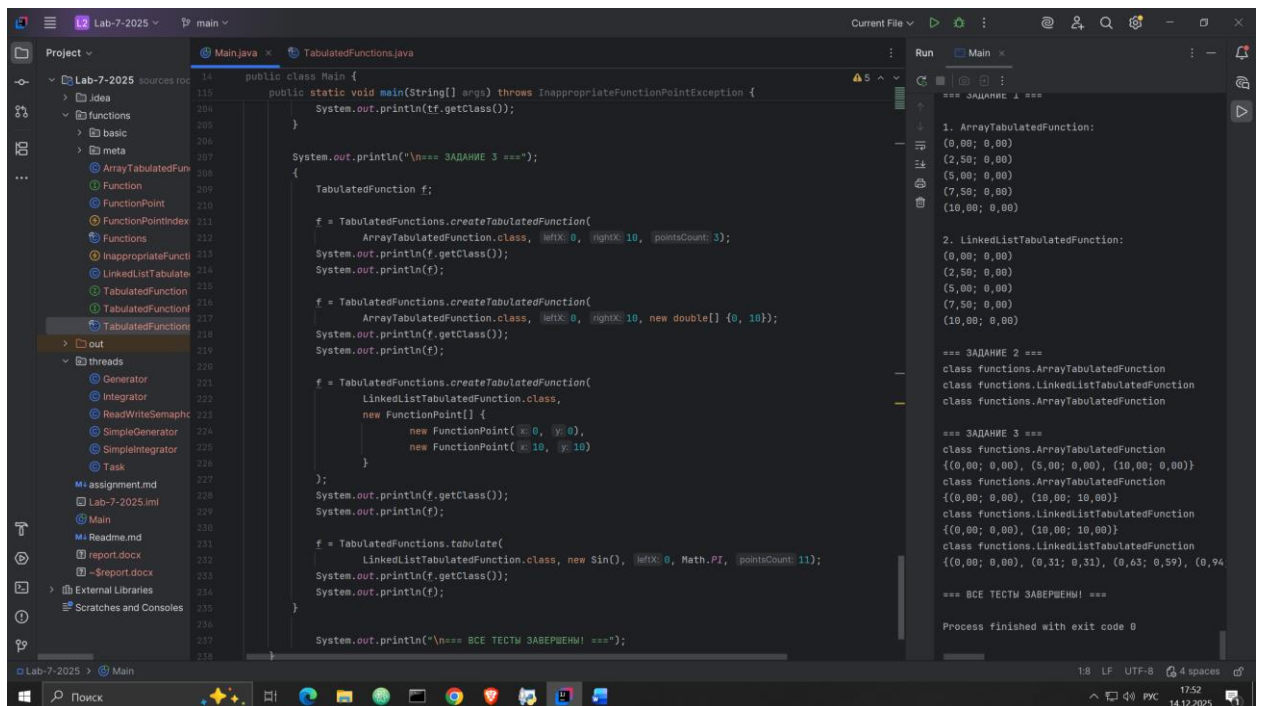 L2 Lab-7-2025 main Current File
Project
Main.java TabulatedFunctions.java
Run Main
Lab-7-2025 sources roo
.idea
functions
basic
meta
ArrayTabulatedFun
Function
FunctionPoint
FunctionPointIndex
Functions
InappropriateFuncti
LinkedListTabulate
TabulatedFunction
TabulatedFunctionF
TabulatedFunctions
out
threads
Generator
Integrator
ReadWriteSemapho
SimpleGenerator
SimpleIntegrator
Task
assignment.md
Lab-7-2025.iml
Main
Readme.md
report.docx
~$report.docx
External Libraries
Scratches and Consoles
14 public class Main { 5
115 public static void main(String[] args) throws InappropriateFunctionPointException {
204 System.out.println(tf.getClass());
205 }
206
207 System.out.println("\n=== ЗАДАНИЕ 3 ===");
208 {
209 TabulatedFunction f;
210
211 f = TabulatedFunctions.createTabulatedFunction(
212 ArrayTabulatedFunction.class, leftX: 0, rightX: 10, pointsCount: 3);
213 System.out.println(f.getClass());
214 System.out.println(f);
215
216 f = TabulatedFunctions.createTabulatedFunction(
217 ArrayTabulatedFunction.class, leftX: 0, rightX: 10, new double[] {0, 10});
218 System.out.println(f.getClass());
219 System.out.println(f);
220
221 f = TabulatedFunctions.createTabulatedFunction(
222 LinkedListTabulatedFunction.class,
223 new FunctionPoint[] {
224 new FunctionPoint( x: 0, y: 0),
225 new FunctionPoint( x: 10, y: 10)
226 }
227 );
228 System.out.println(f.getClass());
229 System.out.println(f);
230
231 f = TabulatedFunctions.tabulate(
232 LinkedListTabulatedFunction.class, new Sin(), leftX: 0, Math.PI, pointsCount: 11);
233 System.out.println(f.getClass());
234 System.out.println(f);
235 }
236
237 System.out.println("\n=== ВСЕ ТЕСТЫ ЗАВЕРШЕНЫ! ===");
238 }
=== ЗАДАНИЕ 1 ===
1. ArrayTabulatedFunction:
(0,00; 0,00)
(2,50; 0,00)
(5,00; 0,00)
(7,50; 0,00)
(10,00; 0,00)
2. LinkedListTabulatedFunction:
(0,00; 0,00)
(2,50; 0,00)
(5,00; 0,00)
(7,50; 0,00)
(10,00; 0,00)
=== ЗАДАНИЕ 2 ===
class functions.ArrayTabulatedFunction
class functions.LinkedListTabulatedFunction
class functions.ArrayTabulatedFunction
=== ЗАДАНИЕ 3 ===
class functions.ArrayTabulatedFunction
{(0,00; 0,00), (5,00; 0,00), (10,00; 0,00)}
class functions.ArrayTabulatedFunction
{(0,00; 0,00), (10,00; 10,00)}
class functions.LinkedListTabulatedFunction
{(0,00; 0,00), (10,00; 10,00)}
class functions.LinkedListTabulatedFunction
{(0,00; 0,00), (0,31; 0,31), (0,63; 0,59), (0,94
=== ВСЕ ТЕСТЫ ЗАВЕРШЕНЫ! ===
Process finished with exit code 0
Lab-7-2025 > Main 1:8 LF UTF-8 4 spaces
Поиск РУС 17:52
14.12.2025